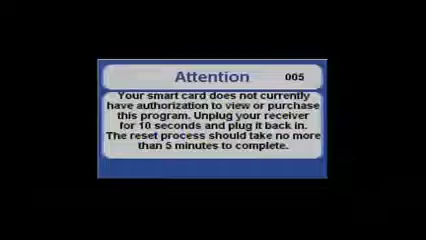 Attention 005
Your smart card does not currently
have authorization to view or purchase
this program. Unplug your receiver
for 10 seconds and plug it back in.
The reset process should take no more
than 5 minutes to complete.